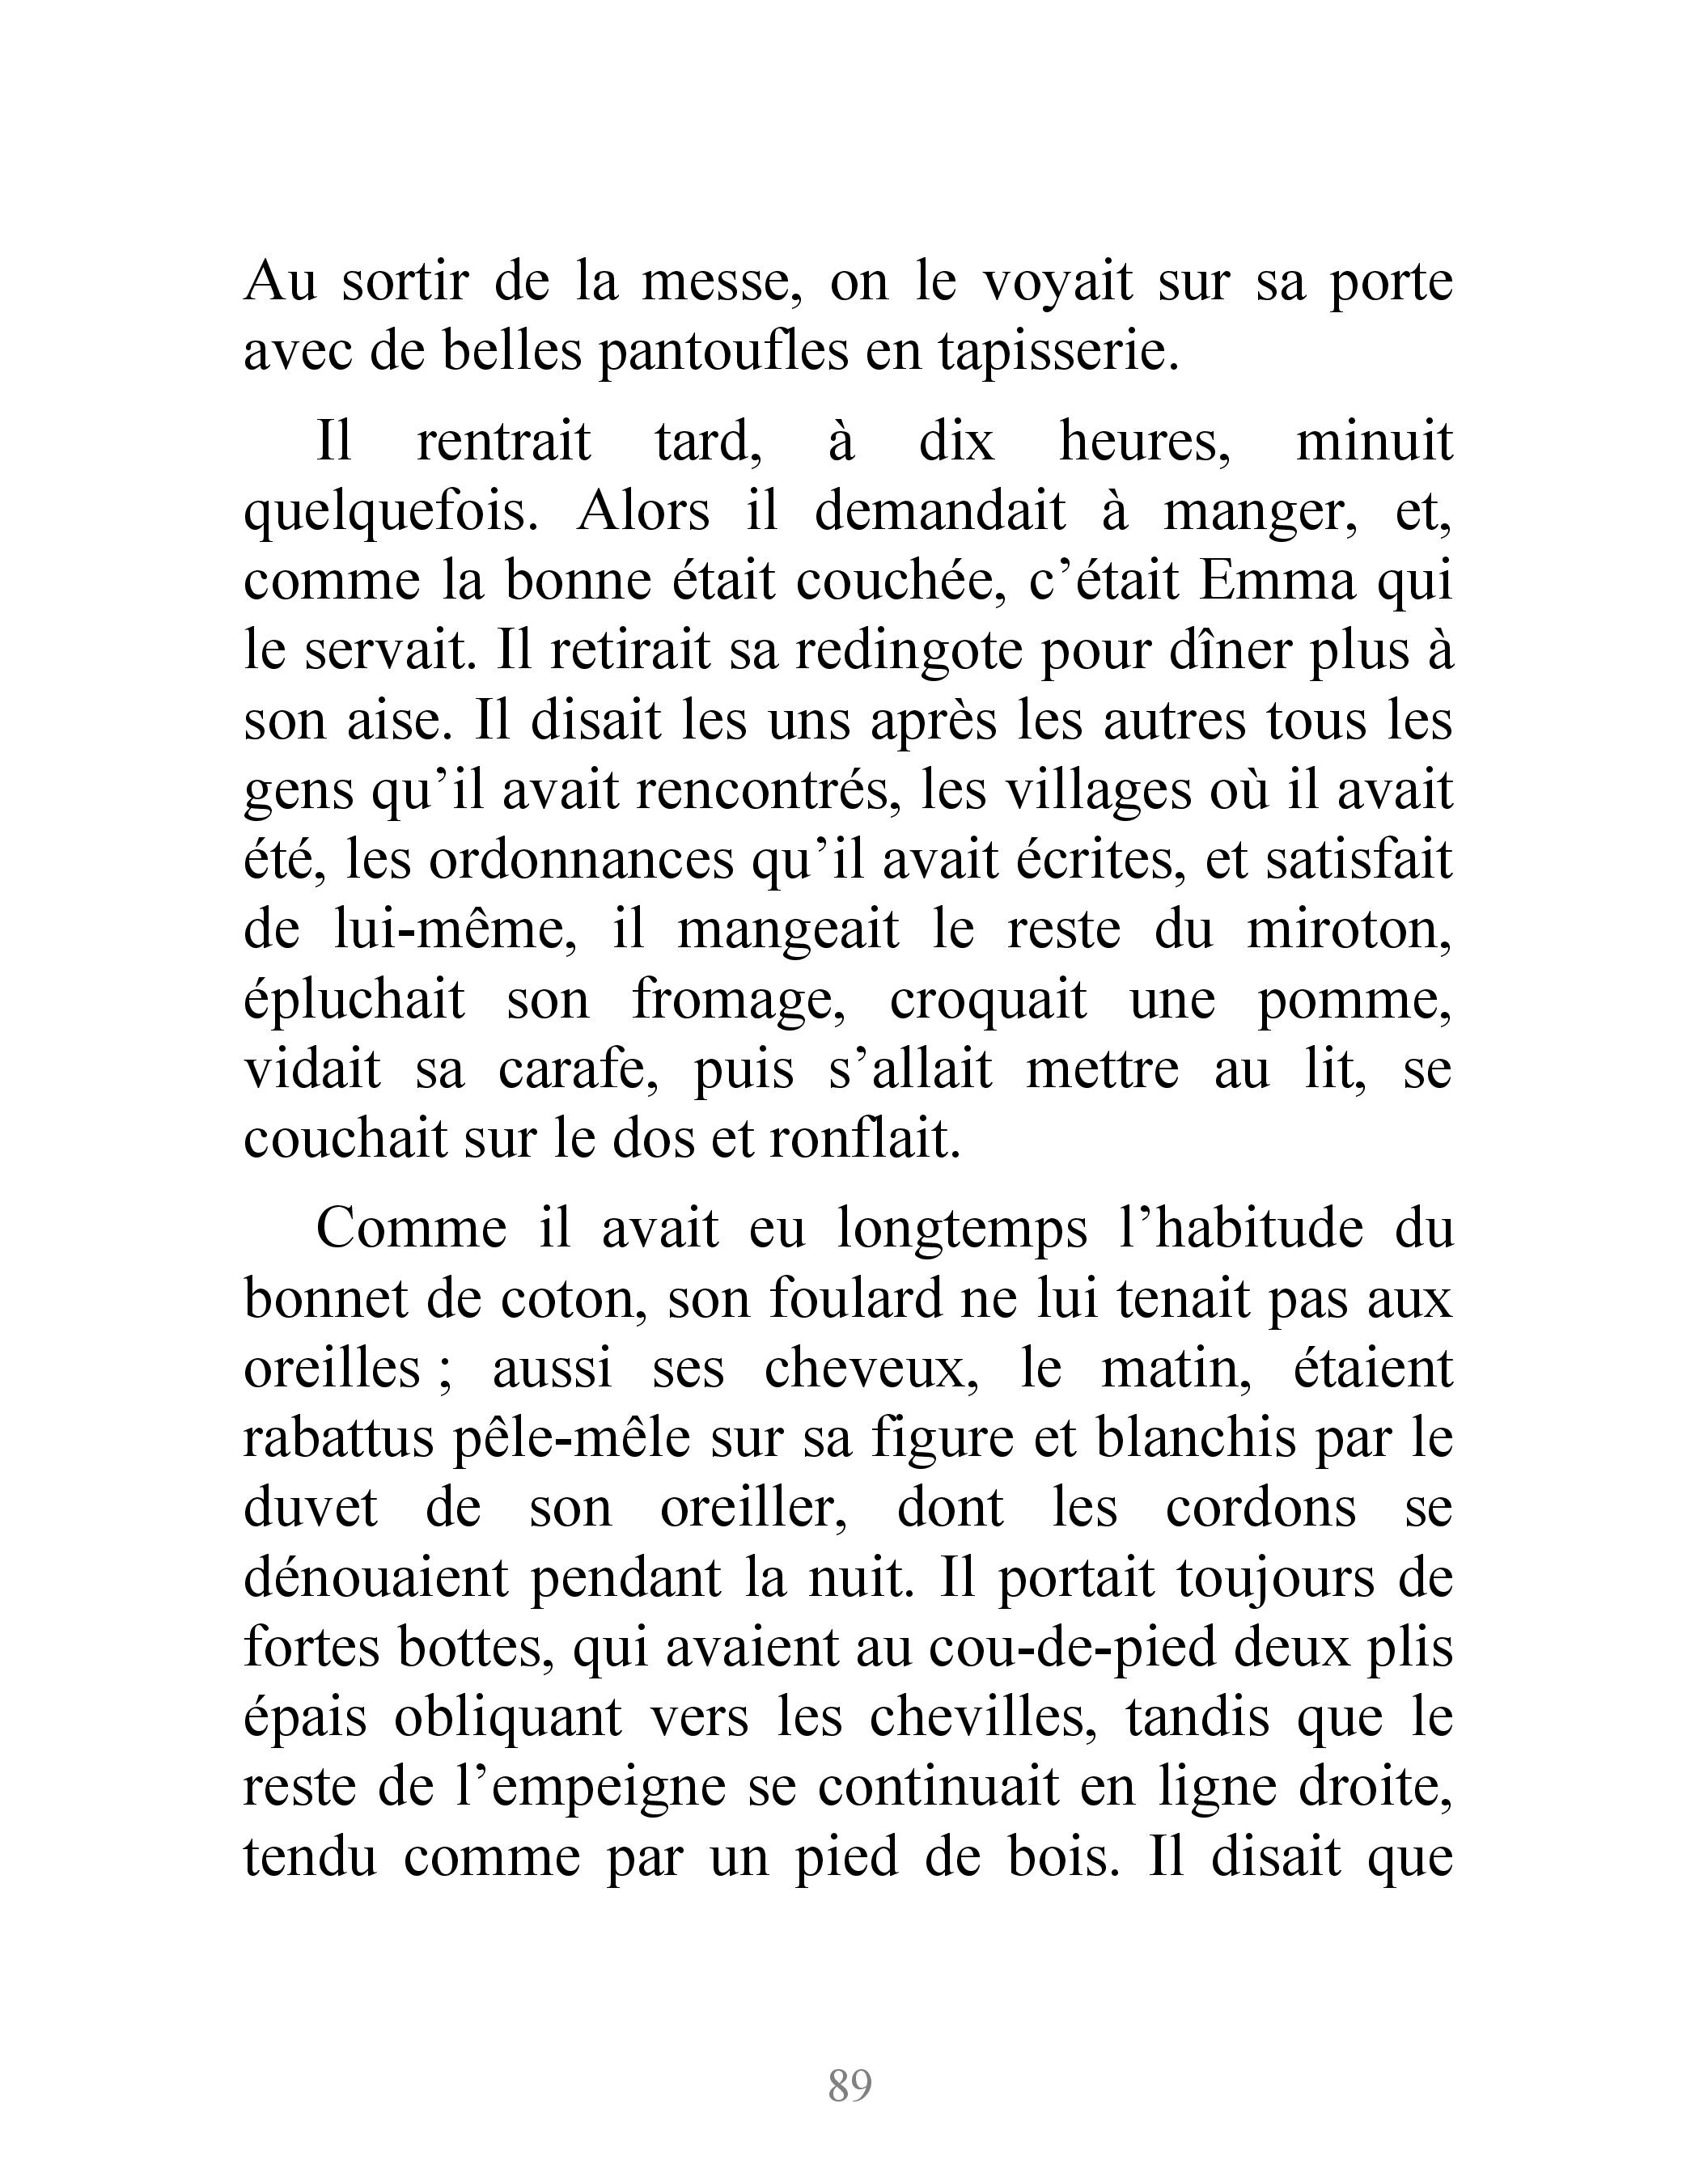 Au sortir de la messe, on le voyait sur sa porte
avec de belles pantoufles en tapisserie.
Il rentrait tard, à dix heures, minuit
quelquefois. Alors il demandait à manger, et,
comme la bonne était couchée, c’était Emma qui
le servait. Il retirait sa redingote pour dîner plus à
son aise. Il disait les uns après les autres tous les
gens qu’il avait rencontrés, les villages où il avait
été, les ordonnances qu’il avait écrites, et satisfait
de lui-même, il mangeait le reste du miroton,
épluchait son fromage, croquait une pomme,
vidait sa carafe, puis s’allait mettre au lit, se
couchait sur le dos et ronflait.
Comme il avait eu longtemps l’habitude du
bonnet de coton, son foulard ne lui tenait pas aux
oreilles ; aussi ses cheveux, le matin, étaient
rabattus pêle-mêle sur sa figure et blanchis par le
duvet de son oreiller, dont les cordons se
dénouaient pendant la nuit. Il portait toujours de
fortes bottes, qui avaient au cou-de-pied deux plis
épais obliquant vers les chevilles, tandis que le
reste de l’empeigne se continuait en ligne droite,
tendu comme par un pied de bois. Il disait que
89